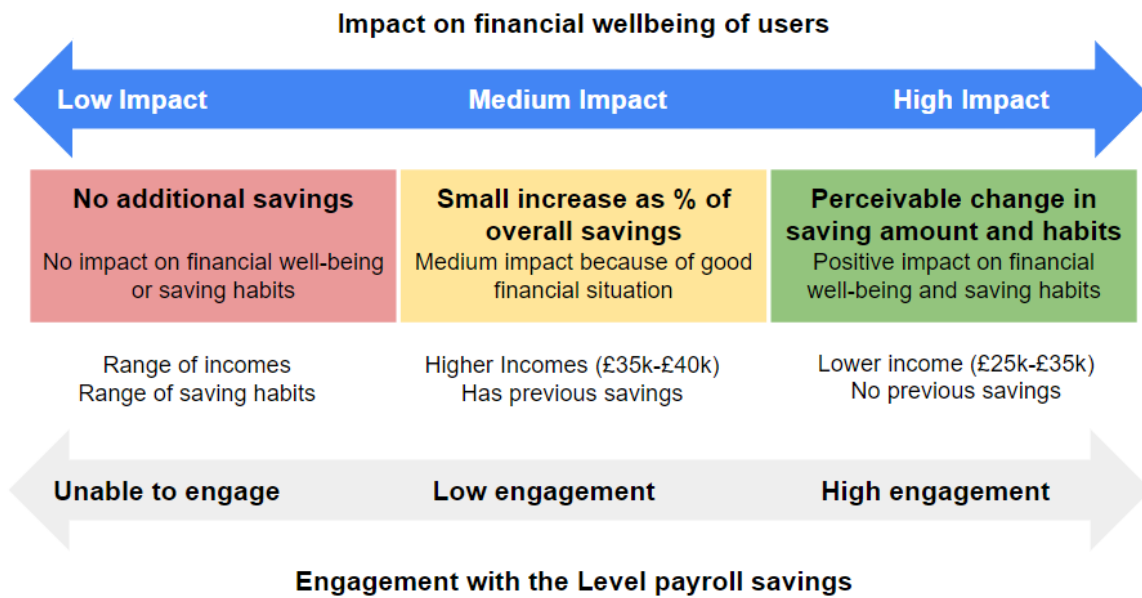 Impact on financial wellbeing of users
Low Impact
Medium Impact
High Impact
No additional savings
No impact on financial well-being
or saving habits
Small increase as % of
overall savings
Medium impact because of good
financial situation
Perceivable change in
saving amount and habits
Positive impact on financial
well-being and saving habits
Range of incomes
Range of saving habits
Higher Incomes (£35k-£40k)
Has previous savings
Lower income (£25k-£35k)
No previous savings
Unable to engage
Low engagement
High engagement
Engagement with the Level payroll savings